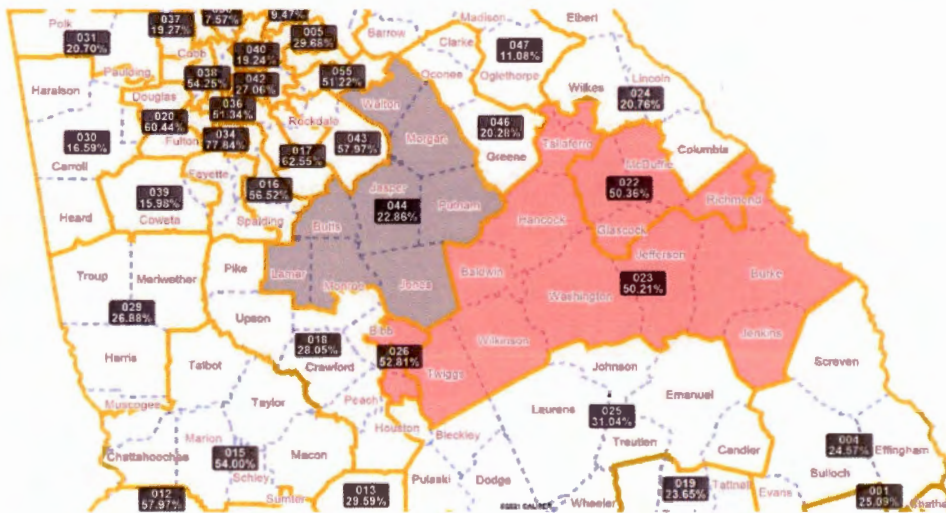 9.47%
037
19.27%
7.57%
Madison
Elbert
Polk
031
20.70%
005
29.68%
Barrow
Clarke
047
11.08%
Cobb
040
19.24%
Paulding
038
54.25%
042
27.06%
055
51.22%
Oconee
Oglethorpe
Wilkes
Lincoln
024
20.76%
Haralson
Douglas
036
51.34%
Walton
020
60.44%
Rockdale
046
20.28%
030
16.59%
Fulton
034
77.84%
043
57.97%
Morgan
Taliaferro
Columbia
Carroll
017
62.55%
Greene
McDuffie
Fayette
016
56.52%
Jasper
022
50.36%
Richmond
039
15.98%
Coweta
044
22.86%
Putnam
Hancock
Heard
Spalding
Butts
Glascock
Jefferson
Troup
Meriwether
Pike
Lamar
Monroe
Jones
Baldwin
023
50.21%
Burke
Washington
029
26.88%
Upson
Bibb
Wilkinson
Jenkins
Harris
Talbot
018
28.05%
026
52.81%
Crawford
Twiggs
Johnson
Screven
Muscogee
Taylor
Peach
Laurens
Emanuel
Houston
025
31.04%
Marion
Bleckley
Treutlen
004
24.57%
Effingham
Chattahoochee
015
54.00%
Macon
Candler
Schley
Pulaski
Dodge
Bulloch
012
57.97%
Sumter
013
29.59%
Wheeler
019
23.65%
Tattnall
Evans
001
25.09%
Chatha